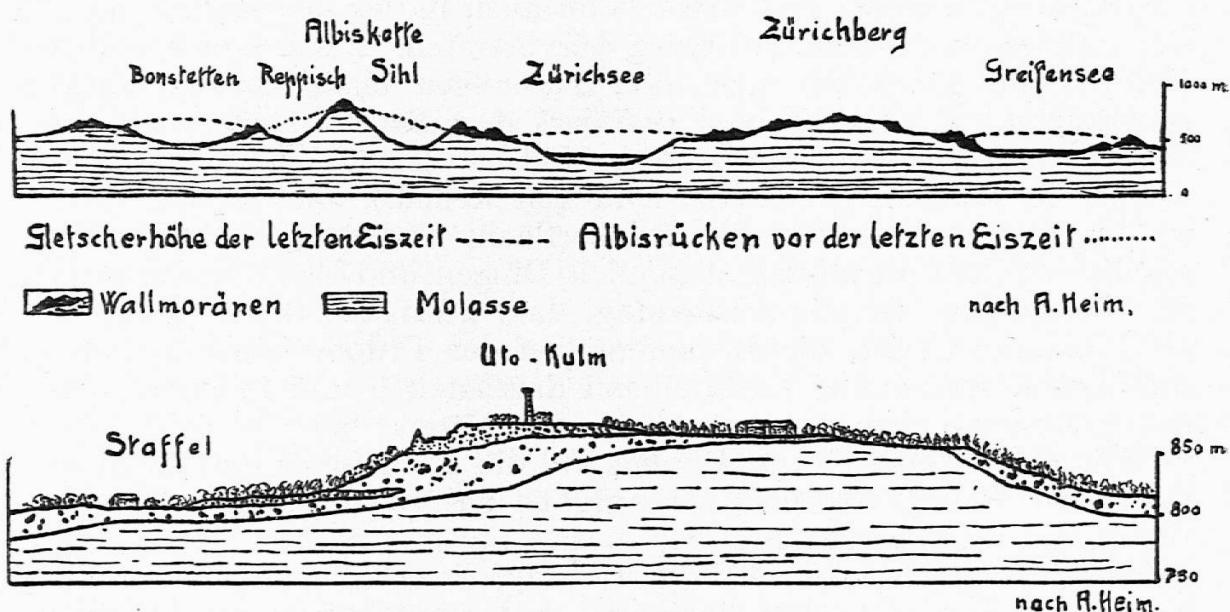 Albiskette
Zürichberg
Bonstetten Reppisch Sihl Zürichsee Greifensee
1000 m.
500
0
Gletscherhöhe der letzten Eiszeit ------- Albisrücken vor der letzten Eiszeit ..........
Wallmoränen Molasse nach A. Heim.
Uto-Kulm
Staffel
850 m
800
750
nach A. Heim.